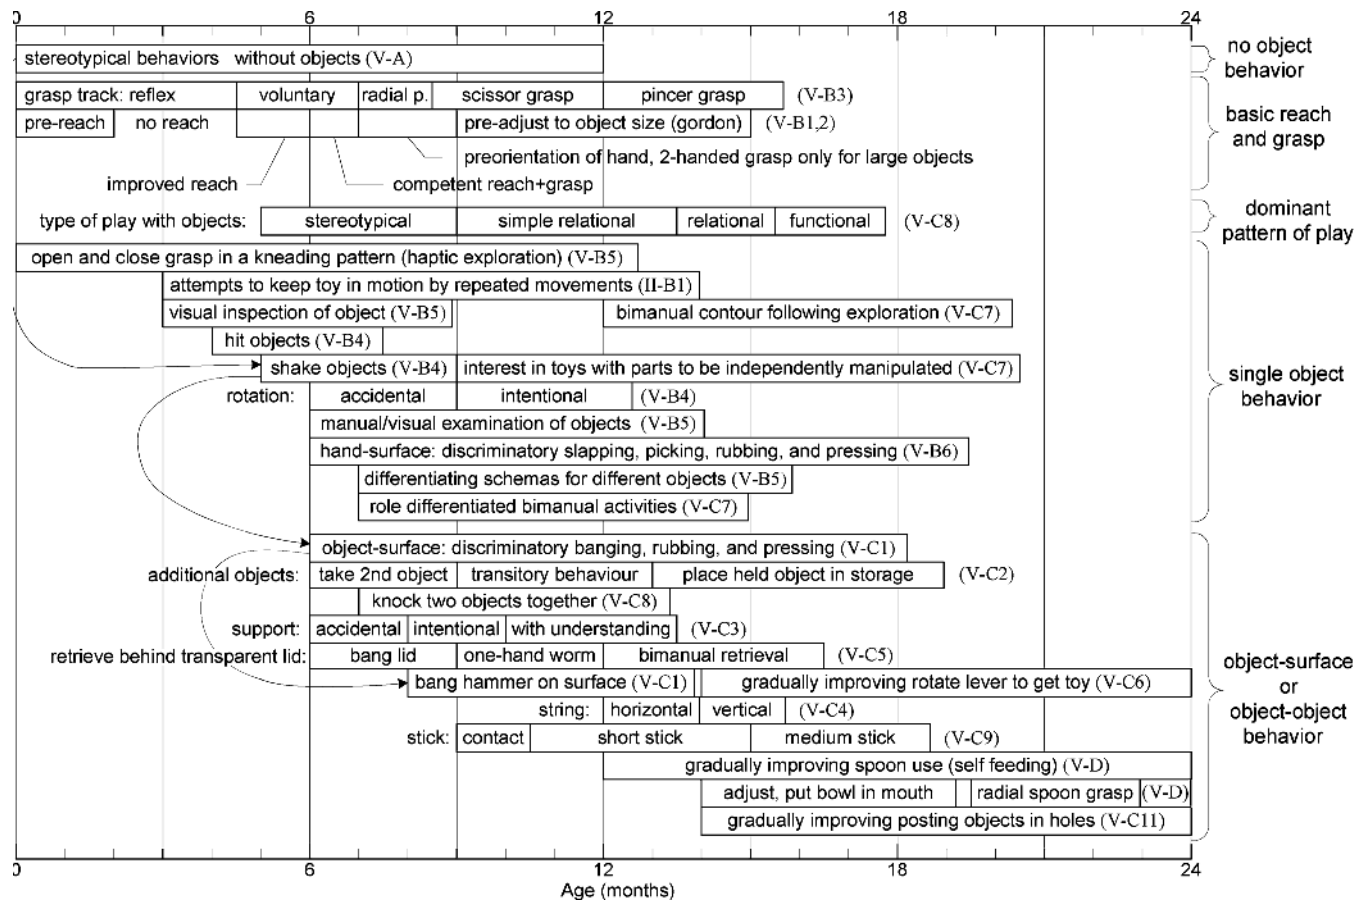 0 6 12 18 24
stereotypical behaviors without objects (V-A)
no object
behavior
grasp track: reflex voluntary radial p. scissor grasp pincer grasp (V-B3)
pre-reach no reach pre-adjust to object size (gordon) (V-B1,2)
basic reach
and grasp
preorientation of hand, 2-handed grasp only for large objects
improved reach competent reach+grasp
type of play with objects: stereotypical simple relational relational functional (V-C8)
dominant
pattern of play
open and close grasp in a kneading pattern (haptic exploration) (V-B5)
attempts to keep toy in motion by repeated movements (II-B1)
visual inspection of object (V-B5) bimanual contour following exploration (V-C7)
hit objects (V-B4)
shake objects (V-B4) interest in toys with parts to be independently manipulated (V-C7)
single object
behavior
rotation: accidental intentional (V-B4)
manual/visual examination of objects (V-B5)
hand-surface: discriminatory slapping, picking, rubbing, and pressing (V-B6)
differentiating schemas for different objects (V-B5)
role differentiated bimanual activities (V-C7)
object-surface: discriminatory banging, rubbing, and pressing (V-C1)
additional objects: take 2nd object transitory behaviour place held object in storage (V-C2)
knock two objects together (V-C8)
support: accidental intentional with understanding (V-C3)
retrieve behind transparent lid: bang lid one-hand worm bimanual retrieval (V-C5)
object-surface
or
object-object
behavior
bang hammer on surface (V-C1) gradually improving rotate lever to get toy (V-C6)
string: horizontal vertical (V-C4)
stick: contact short stick medium stick (V-C9)
gradually improving spoon use (self feeding) (V-D)
adjust, put bowl in mouth radial spoon grasp (V-D)
gradually improving posting objects in holes (V-C11)
0 6 12 18 24
Age (months)